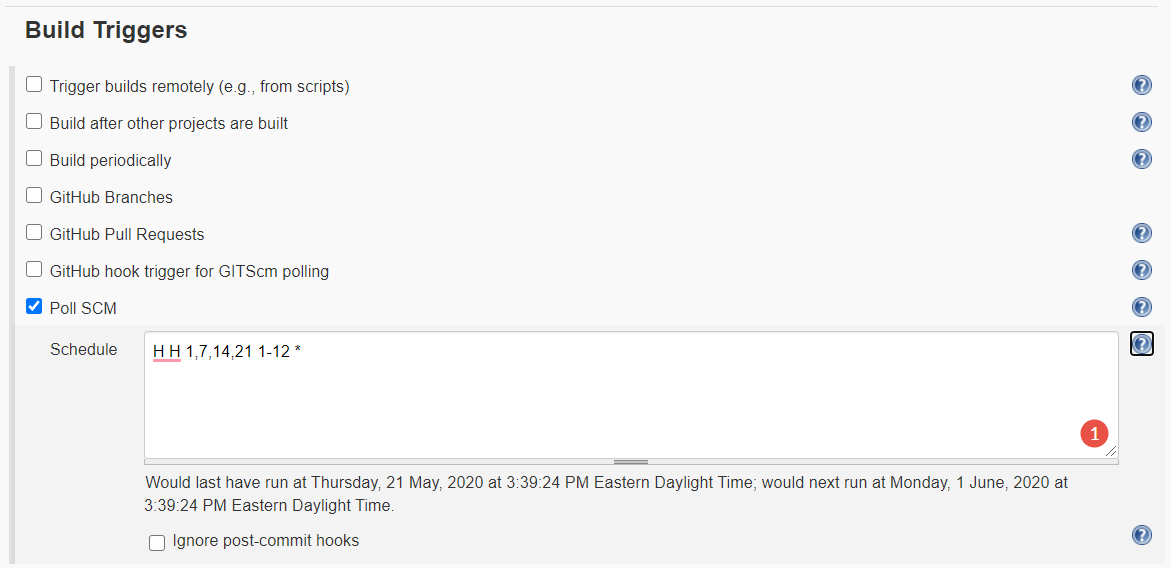 Build Triggers
Trigger builds remotely (e.g., from scripts)
?
Build after other projects are built
?
Build periodically
?
GitHub Branches
GitHub Pull Requests
?
GitHub hook trigger for GITScm polling
?
Poll SCM
?
Schedule
H H 1,7,14,21 1-12 *
?
1
Would last have run at Thursday, 21 May, 2020 at 3:39:24 PM Eastern Daylight Time; would next run at Monday, 1 June, 2020 at
3:39:24 PM Eastern Daylight Time.
Ignore post-commit hooks
?